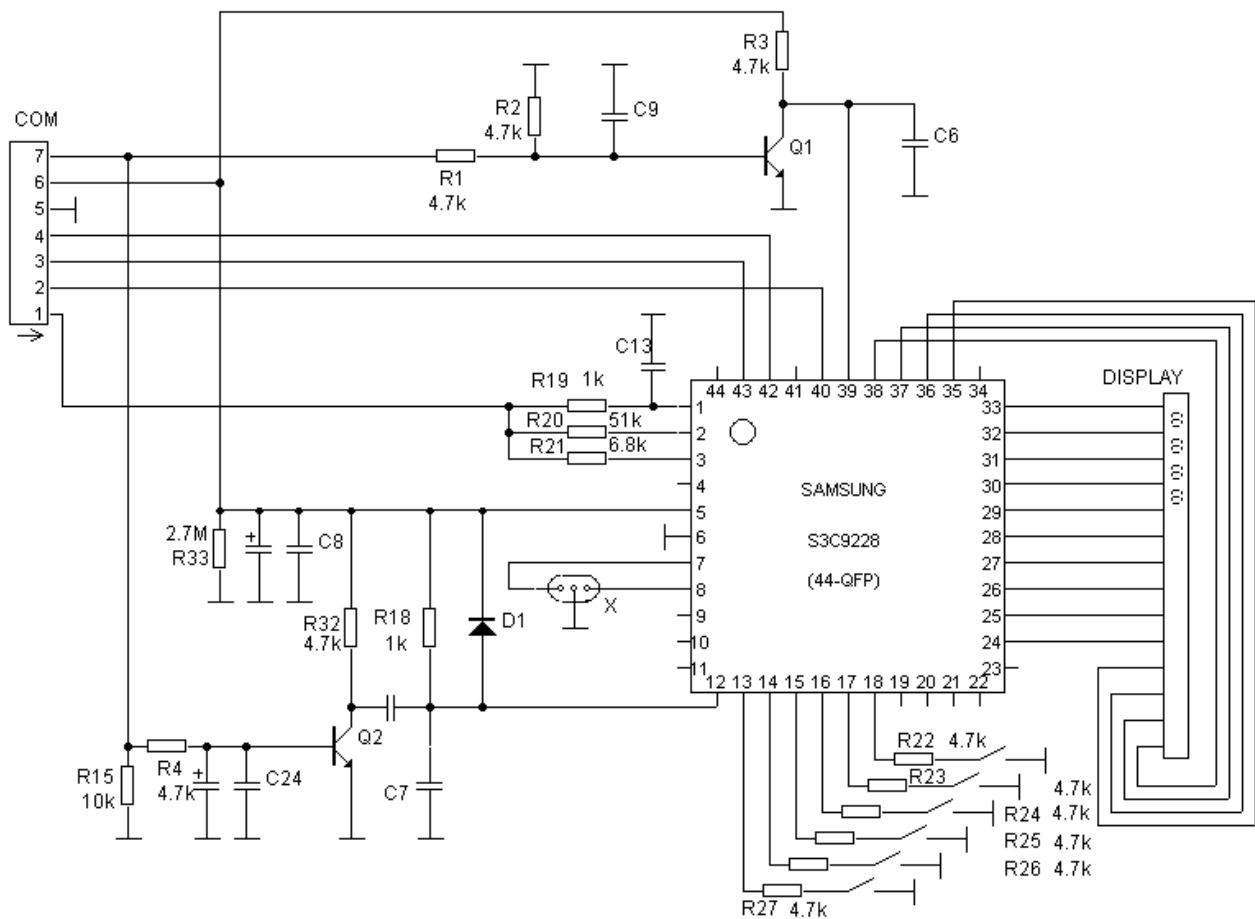 R3
4.7k
R2
4.7k
C9
COM
Q1
C6
7
6
5
4
3
2
1
R1
4.7k
C13
R19 1k
R20 51k
R21 6.8k
DISPLAY
44 43 42 41 40 39 38 37 36 35 34
1
2
3
4
5
6
7
8
9
10
11
33
32
31
30
29
28
27
26
25
24
23
SAMSUNG
S3C9228
(44-QFP)
12 13 14 15 16 17 18 19 20 21 22
2.7M
R33
+
C8
R32
4.7k
R18
1k
D1
X
Q2
R15
10k
R4
4.7k
+
C24
C7
R22 4.7k
R23 4.7k
R24 4.7k
R25 4.7k
R26 4.7k
R27 4.7k